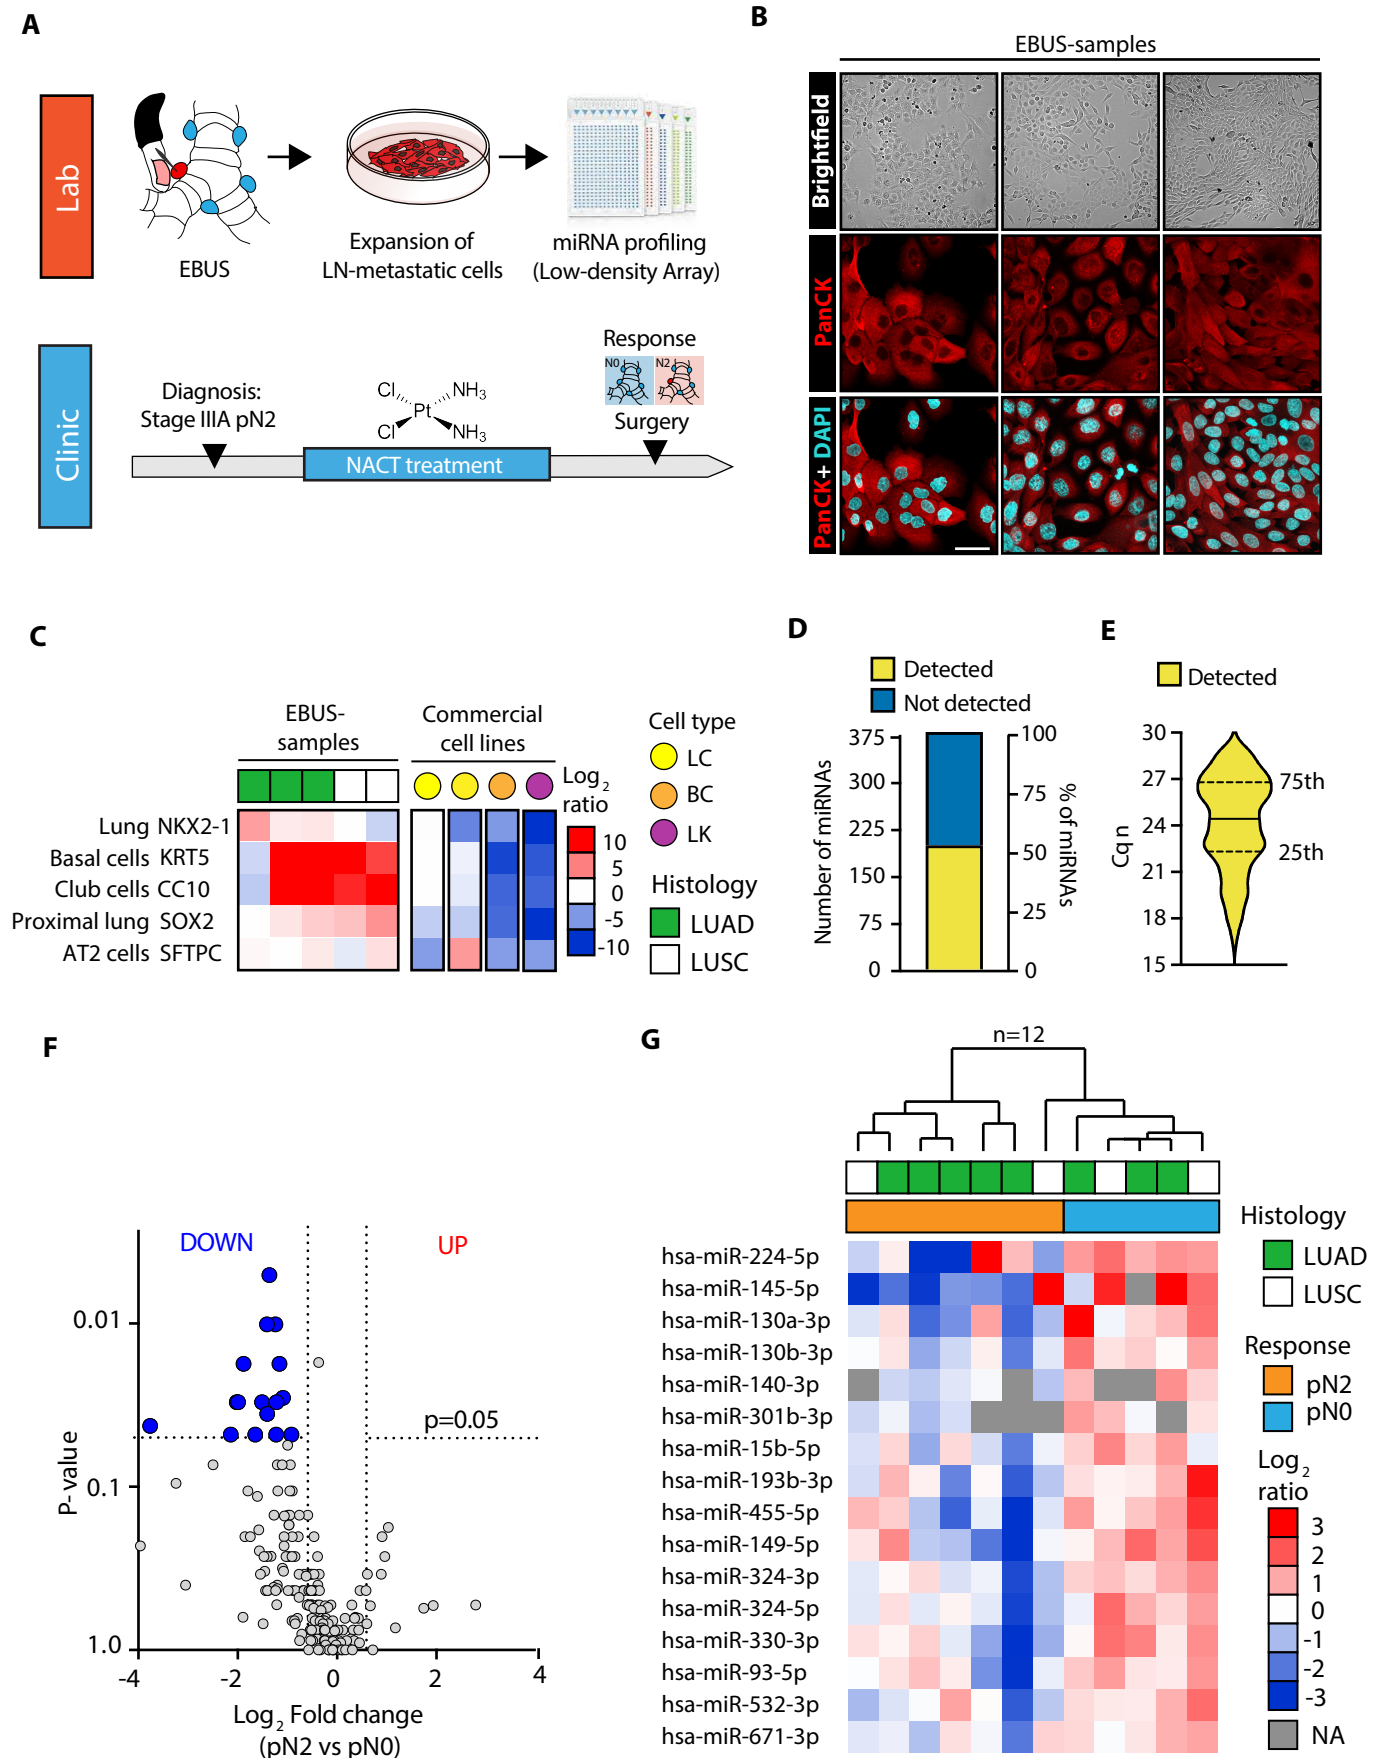 A
Lab
EBUS
Expansion of
LN-metastatic cells
miRNA profiling
(Low-density Array)
Clinic
Diagnosis:
Stage IIIA pN2
Cl
NH3
Pt
Cl
NH3
NACT treatment
Response
N0
N2
Surgery
B
EBUS-samples
Brightfield
PanCK
PanCK + DAPI
C
EBUS-
samples
Commercial
cell lines
Lung NKX2-1
Basal cells KRT5
Club cells CC10
Proximal lung SOX2
AT2 cells SFTPC
Log2
ratio
10
5
0
-5
-10
Cell type
LC
BC
LK
Histology
LUAD
LUSC
D
Detected
Not detected
Number of miRNAs
375
300
225
150
75
0
100
75
50
25
0
% of miRNAs
E
Detected
Cqn
30
27
24
21
18
15
75th
25th
F
DOWN
UP
p=0.05
P-value
0.01
0.1
1.0
-4
-2
0
2
4
Log2 Fold change
(pN2 vs pN0)
G
n=12
hsa-miR-224-5p
hsa-miR-145-5p
hsa-miR-130a-3p
hsa-miR-130b-3p
hsa-miR-140-3p
hsa-miR-301b-3p
hsa-miR-15b-5p
hsa-miR-193b-3p
hsa-miR-455-5p
hsa-miR-149-5p
hsa-miR-324-3p
hsa-miR-324-5p
hsa-miR-330-3p
hsa-miR-93-5p
hsa-miR-532-3p
hsa-miR-671-3p
Histology
LUAD
LUSC
Response
pN2
pN0
Log2
ratio
3
2
1
0
-1
-2
-3
NA